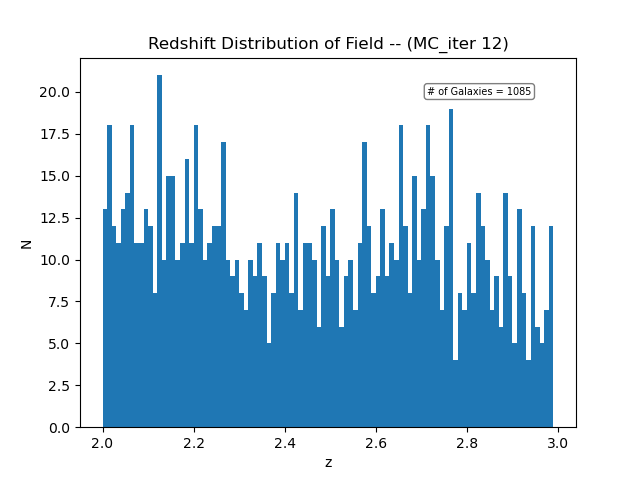 Redshift Distribution of Field -- (MC_iter 12)
# of Galaxies = 1085
20.0
17.5
15.0
12.5
10.0
7.5
5.0
2.5
0.0
N
2.0 2.2 2.4 2.6 2.8 3.0
z